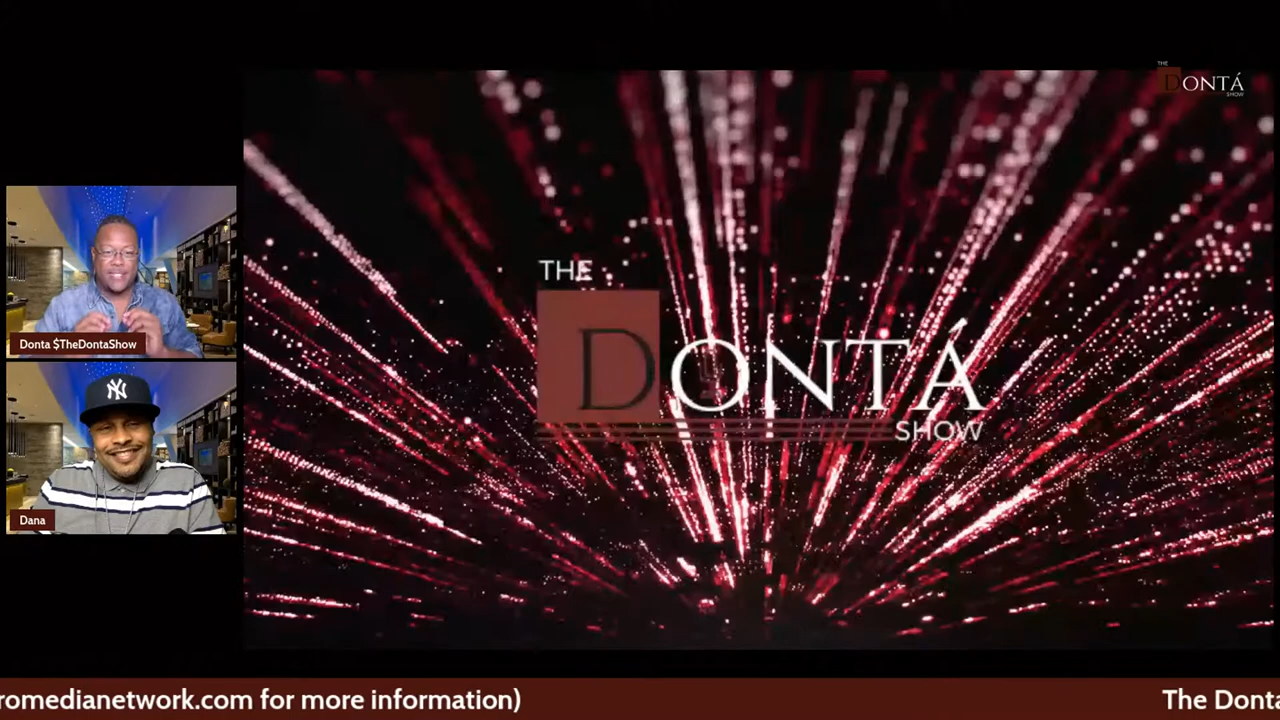 THE
DONTÁ
SHOW
Donta $TheDontaShow
NY
Dana
THE
DONTÁ
SHOW
romedianetwork.com for more information)
The Donta